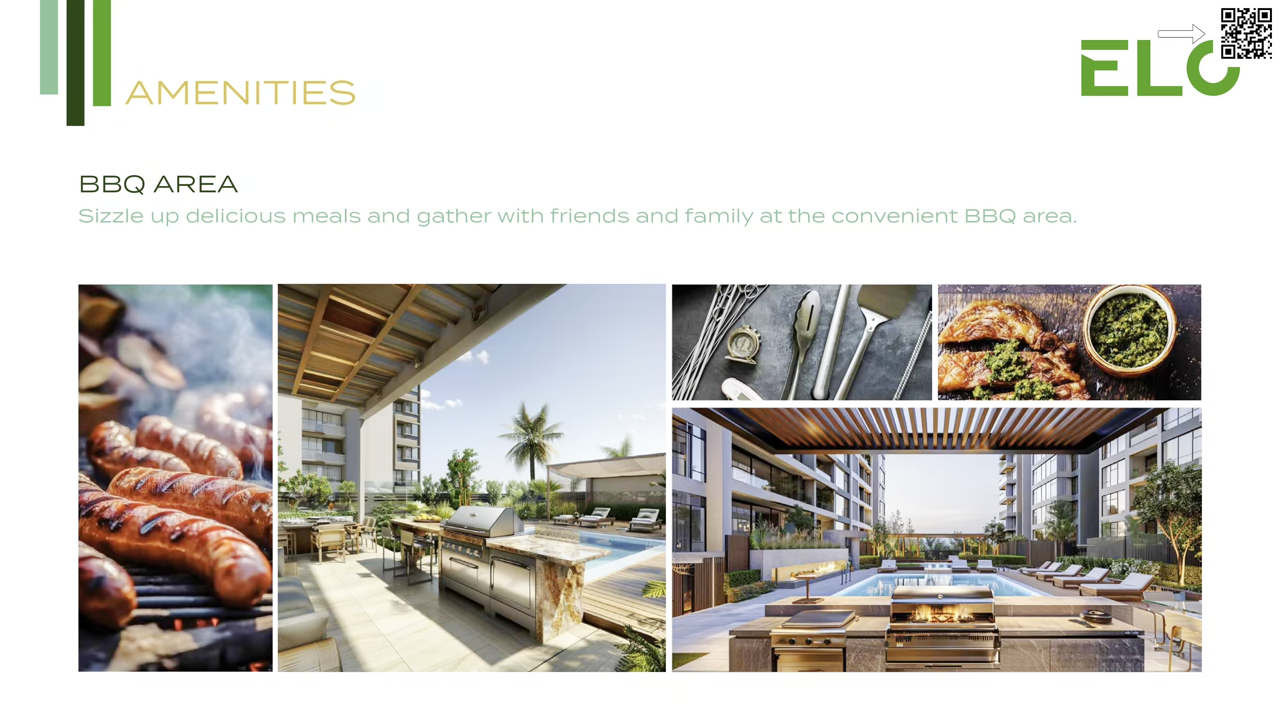 AMENITIES
ELO
BBQ AREA
Sizzle up delicious meals and gather with friends and family at the convenient BBQ area.